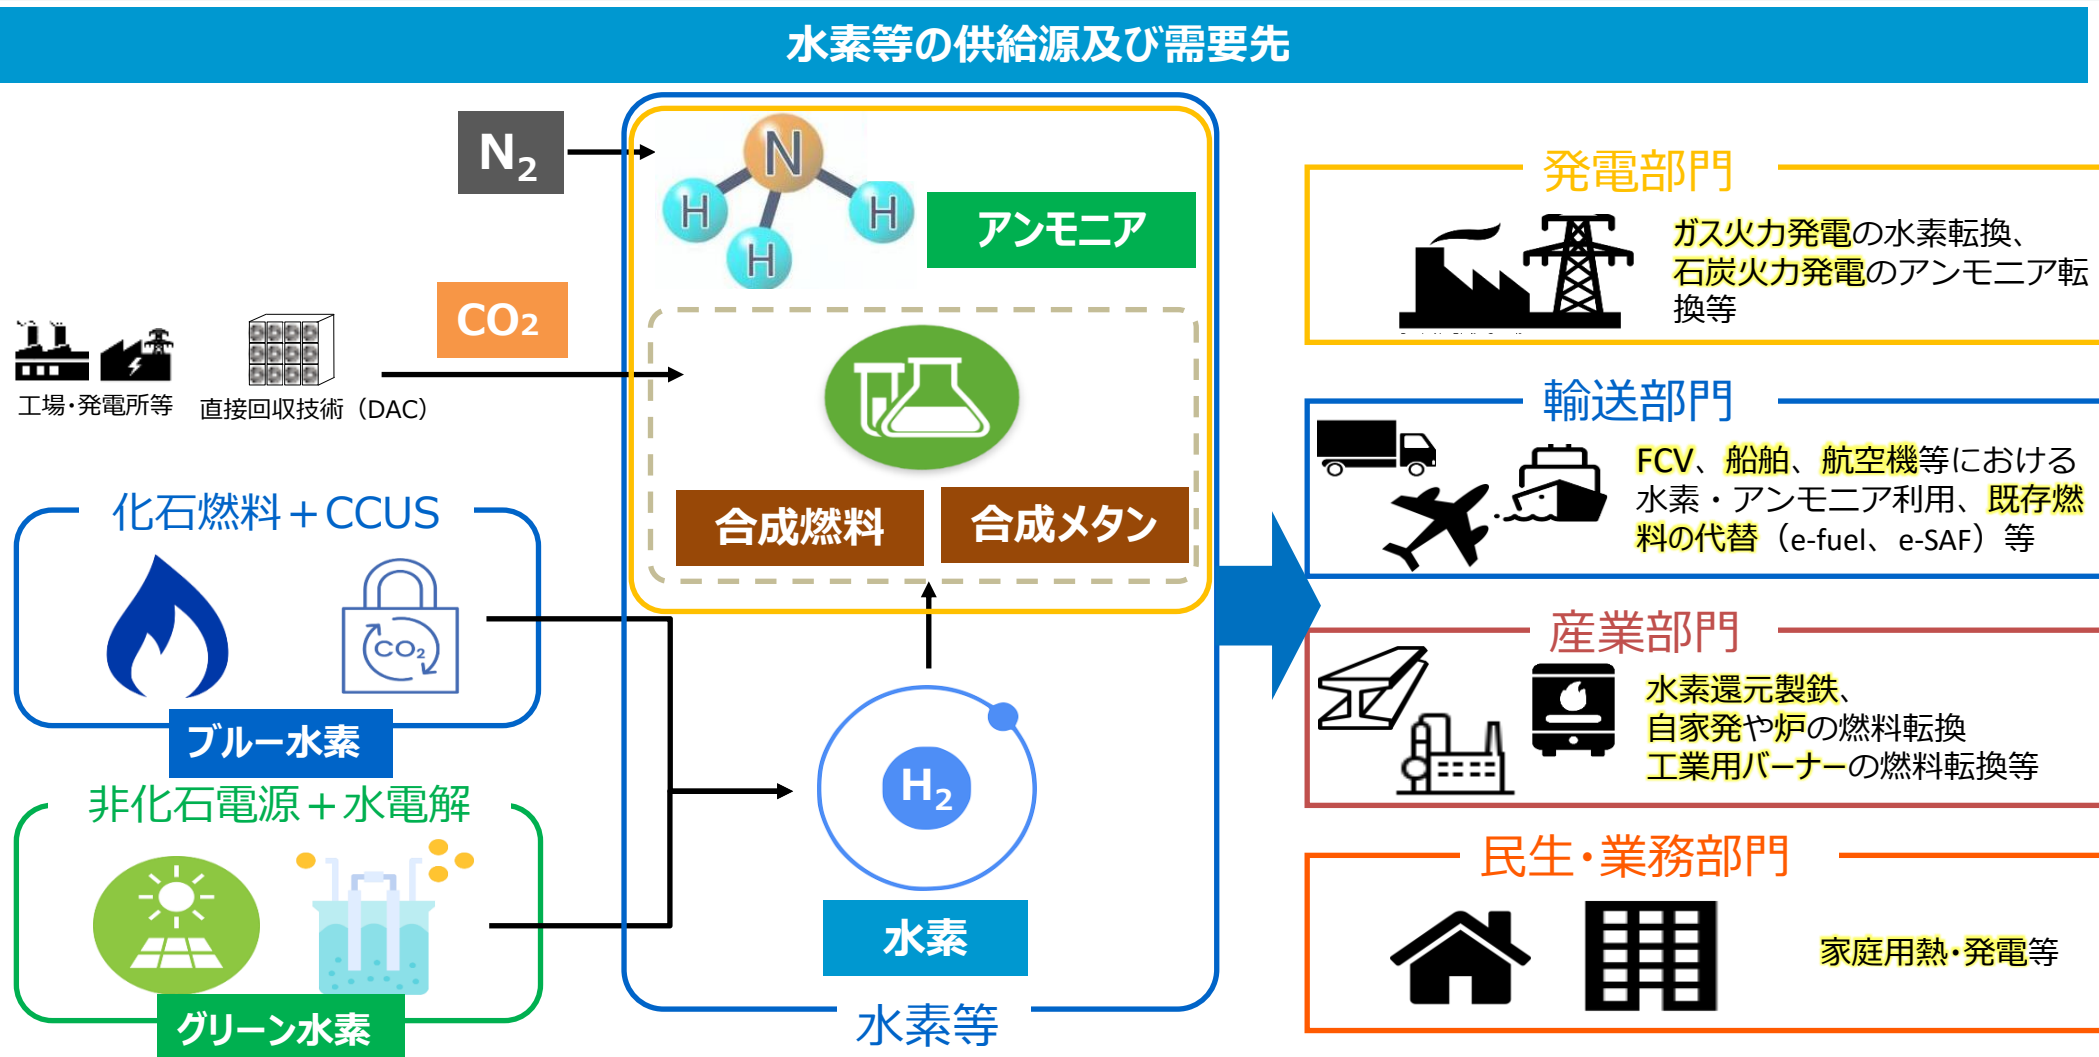 水素等の供給源及び需要先
N₂
N
H
H
H
アンモニア
CO₂
工場・発電所等
直接回収技術（DAC）
合成燃料
合成メタン
化石燃料＋CCUS
CO₂
ブルー水素
非化石電源＋水電解
グリーン水素
H₂
水素
水素等
発電部門
ガス火力発電の水素転換、
石炭火力発電のアンモニア転
換等
輸送部門
FCV、船舶、航空機等における
水素・アンモニア利用、既存燃
料の代替（e-fuel、e-SAF）等
産業部門
水素還元製鉄、
自家発や炉の燃料転換
工業用バーナーの燃料転換等
民生・業務部門
家庭用熱・発電等